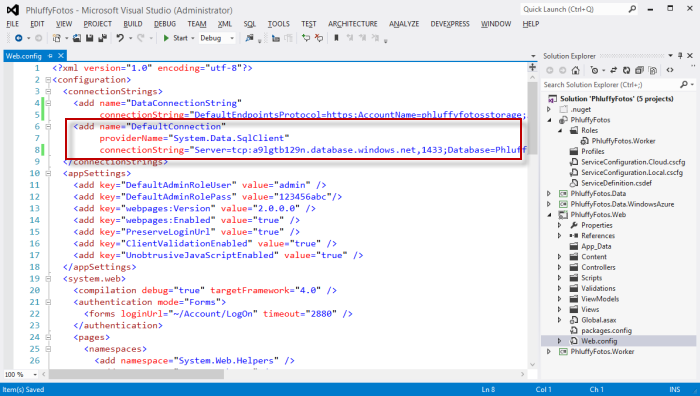 PhluffyFotos - Microsoft Visual Studio (Administrator)
Quick Launch (Ctrl+Q)
FILE EDIT VIEW PROJECT BUILD DEBUG TEAM XML SQL TOOLS TEST ARCHITECTURE ANALYZE DEVEXPRESS WINDOW HELP
Start Debug
Web.config
1 <?xml version="1.0" encoding="utf-8"?>
2 <configuration>
3 <connectionStrings>
4 <add name="DataConnectionString"
5 connectionString="DefaultEndpointsProtocol=https;AccountName=phluffyfotosstorage;
6 <add name="DefaultConnection"
7 providerName="System.Data.SqlClient"
8 connectionString="Server=tcp:a9lgtb129n.database.windows.net,1433;Database=Phluff
9 </connectionStrings>
10 <appSettings>
11 <add key="DefaultAdminRoleUser" value="admin" />
12 <add key="DefaultAdminRolePass" value="123456abc"/>
13 <add key="webpages:Version" value="2.0.0.0" />
14 <add key="webpages:Enabled" value="true" />
15 <add key="PreserveLoginUrl" value="true" />
16 <add key="ClientValidationEnabled" value="true" />
17 <add key="UnobtrusiveJavaScriptEnabled" value="true" />
18 </appSettings>
19 <system.web>
20 <compilation debug="true" targetFramework="4.0" />
21 <authentication mode="Forms">
22 <forms loginUrl="~/Account/LogOn" timeout="2880" />
23 </authentication>
24 <pages>
25 <namespaces>
26 <add namespace="System.Web.Helpers" />
100 %
Solution Explorer
Search Solution Explorer (Ctrl+;)
Solution 'PhluffyFotos' (5 projects)
.nuget
PhluffyFotos
Roles
PhluffyFotos.Worker
Profiles
ServiceConfiguration.Cloud.cscfg
ServiceConfiguration.Local.cscfg
ServiceDefinition.csdef
PhluffyFotos.Data
PhluffyFotos.Data.WindowsAzure
PhluffyFotos.Web
Properties
References
App_Data
Content
Controllers
Scripts
Validations
ViewModels
Views
Global.asax
packages.config
Web.config
PhluffyFotos.Worker
Item(s) Saved
Ln 8 Col 1 Ch 1 INS